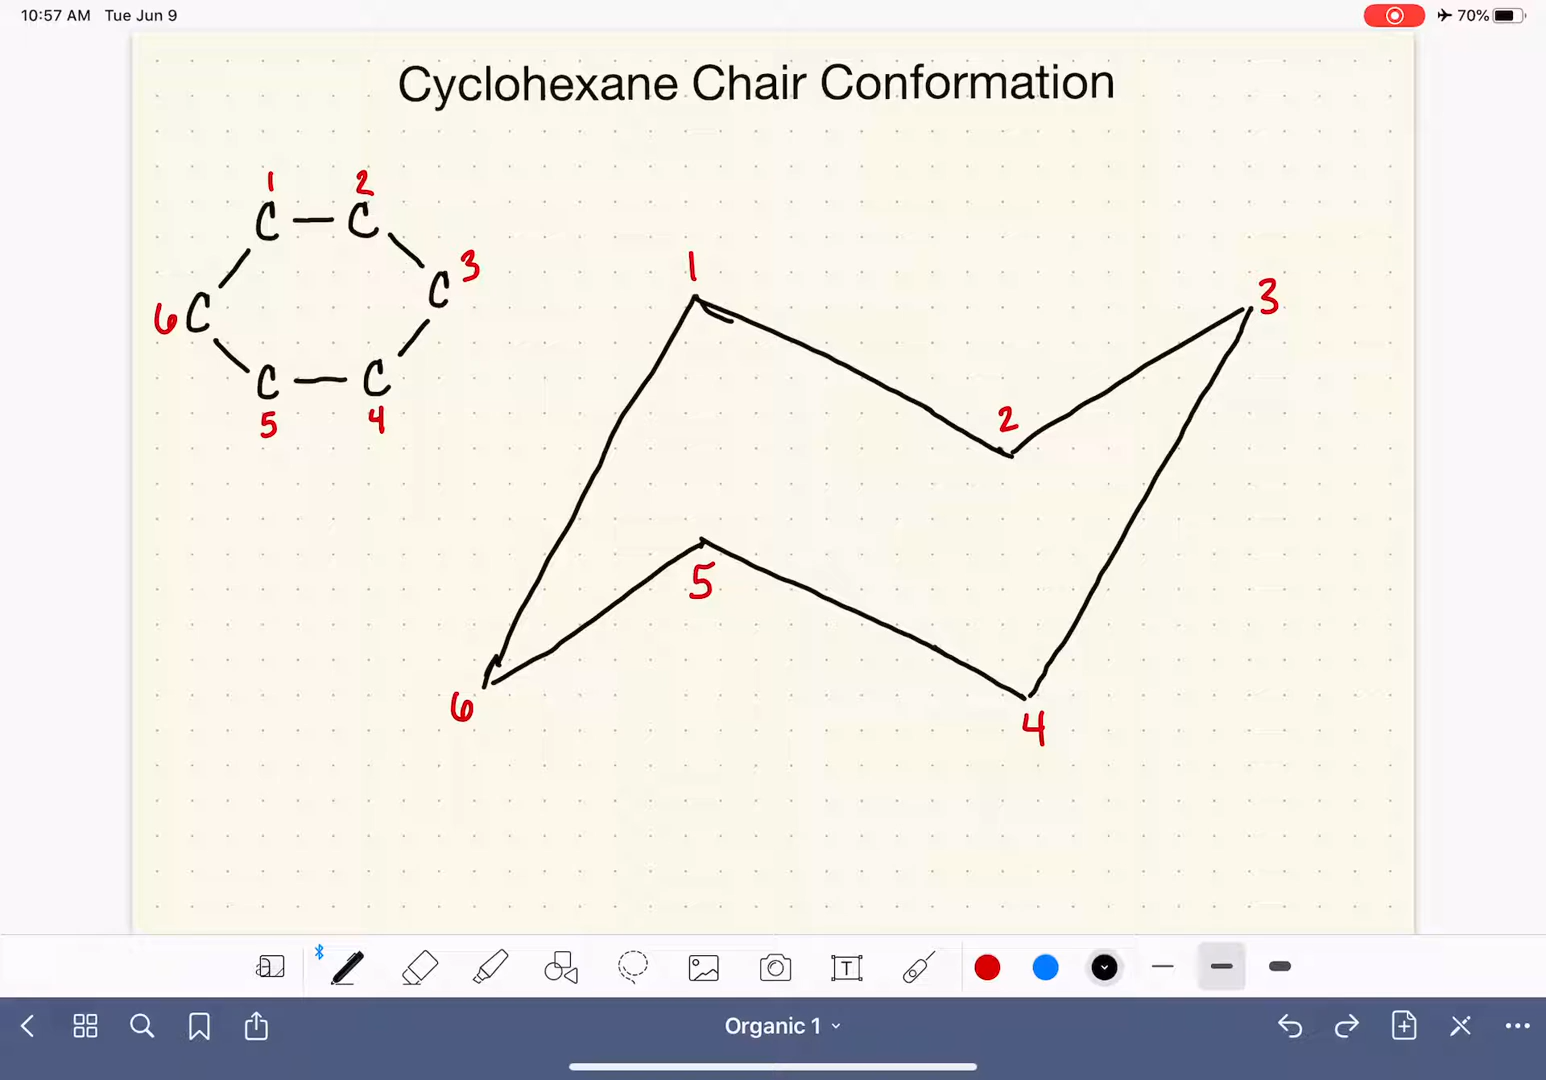 10:57 AM Tue Jun 9
70%
Cyclohexane Chair Conformation
1 2
C — C
3
C
6 C
C — C
5 4
1
3
2
5
6
4
T
Organic 1